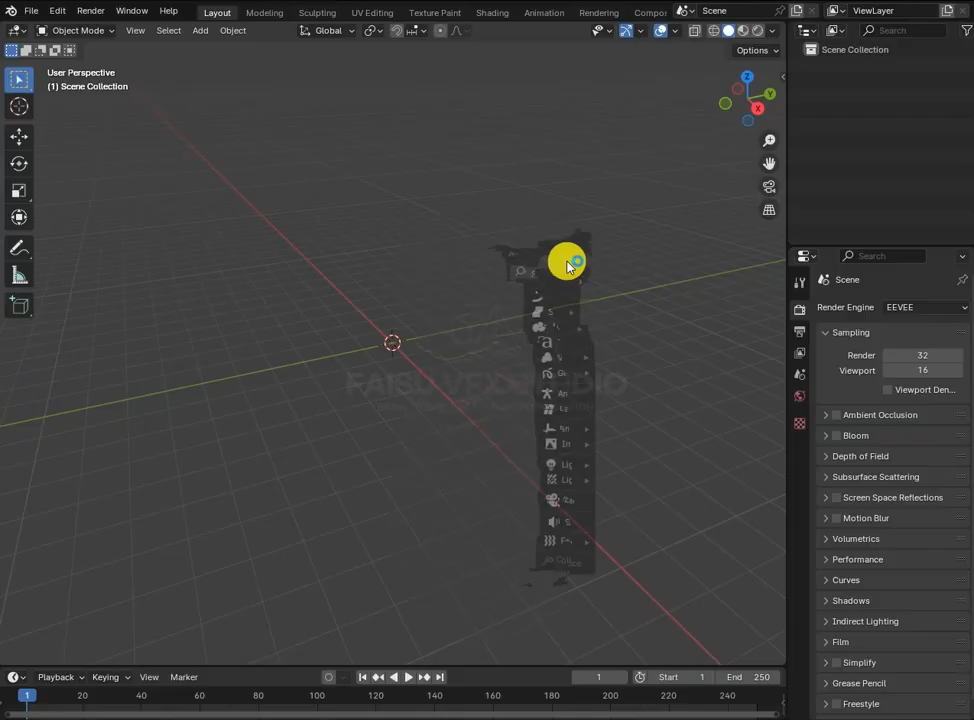 File Edit Render Window Help Layout Modeling Sculpting UV Editing Texture Paint Shading Animation Rendering Scene ViewLayer
Object Mode View Select Add Object Global Search
Options Scene Collection
User Perspective
(1) Scene Collection
Z
Y
X
Search
Scene
Render Engine EEVEE
Sampling
Render 32
Viewport 16
Viewport Den...
Ambient Occlusion
Bloom
Depth of Field
Subsurface Scattering
Screen Space Reflections
Motion Blur
Volumetrics
Performance
Curves
Shadows
Indirect Lighting
Film
Simplify
Grease Pencil
Freestyle
Playback Keying View Marker 1 Start 1 End 250
1 20 40 60 80 100 120 140 160 180 200 220 240